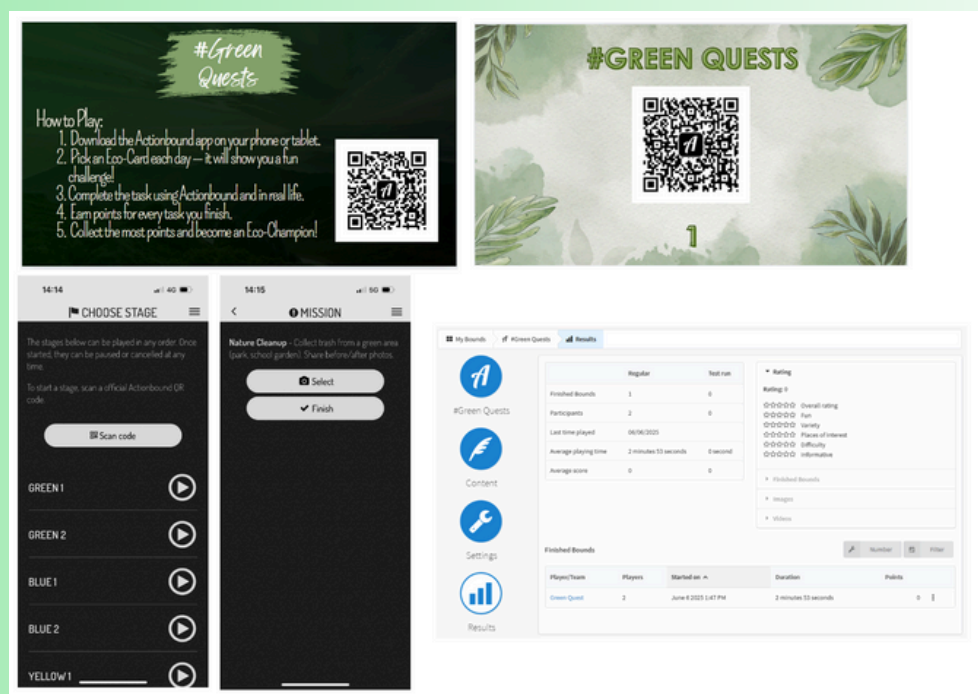 #Green
Quests
How to Play:
1. Download the Actionbound app on your phone or tablet.
2. Pick an Eco-Card each day — it will show you a fun
challenge!
3. Complete the task using Actionbound and in real life.
4. Earn points for every task you finish.
5. Collect the most points and become an Eco-Champion!
#GREEN QUESTS
1
14:14
4G
CHOOSE STAGE
The stages below can be played in any order. Once
started, they can be paused or cancelled at any
time.
To start a stage, scan a official Actionbound QR
code.
Scan code
GREEN 1
GREEN 2
BLUE 1
BLUE 2
YELLOW 1
14:15
5G
MISSION
Nature Cleanup - Collect trash from a green area
(park, school garden). Share before/after photos.
Select
Finish
My Bounds #Green Quests Results
#Green Quests
Content
Settings
Results
Regular Test run
Finished Bounds 1 0
Participants 2 0
Last time played 06/06/2025
Average playing time 2 minutes 53 seconds 0 second
Average score 0 0
Rating
Rating: 0
Overall rating
Fun
Variety
Places of interest
Difficulty
Informative
Finished Bounds
Images
Videos
Finished Bounds
Number Filter
Player/Team Players Started on Duration Points
Green Quest 2 June 6 2025 1:47 PM 2 minutes 53 seconds 0